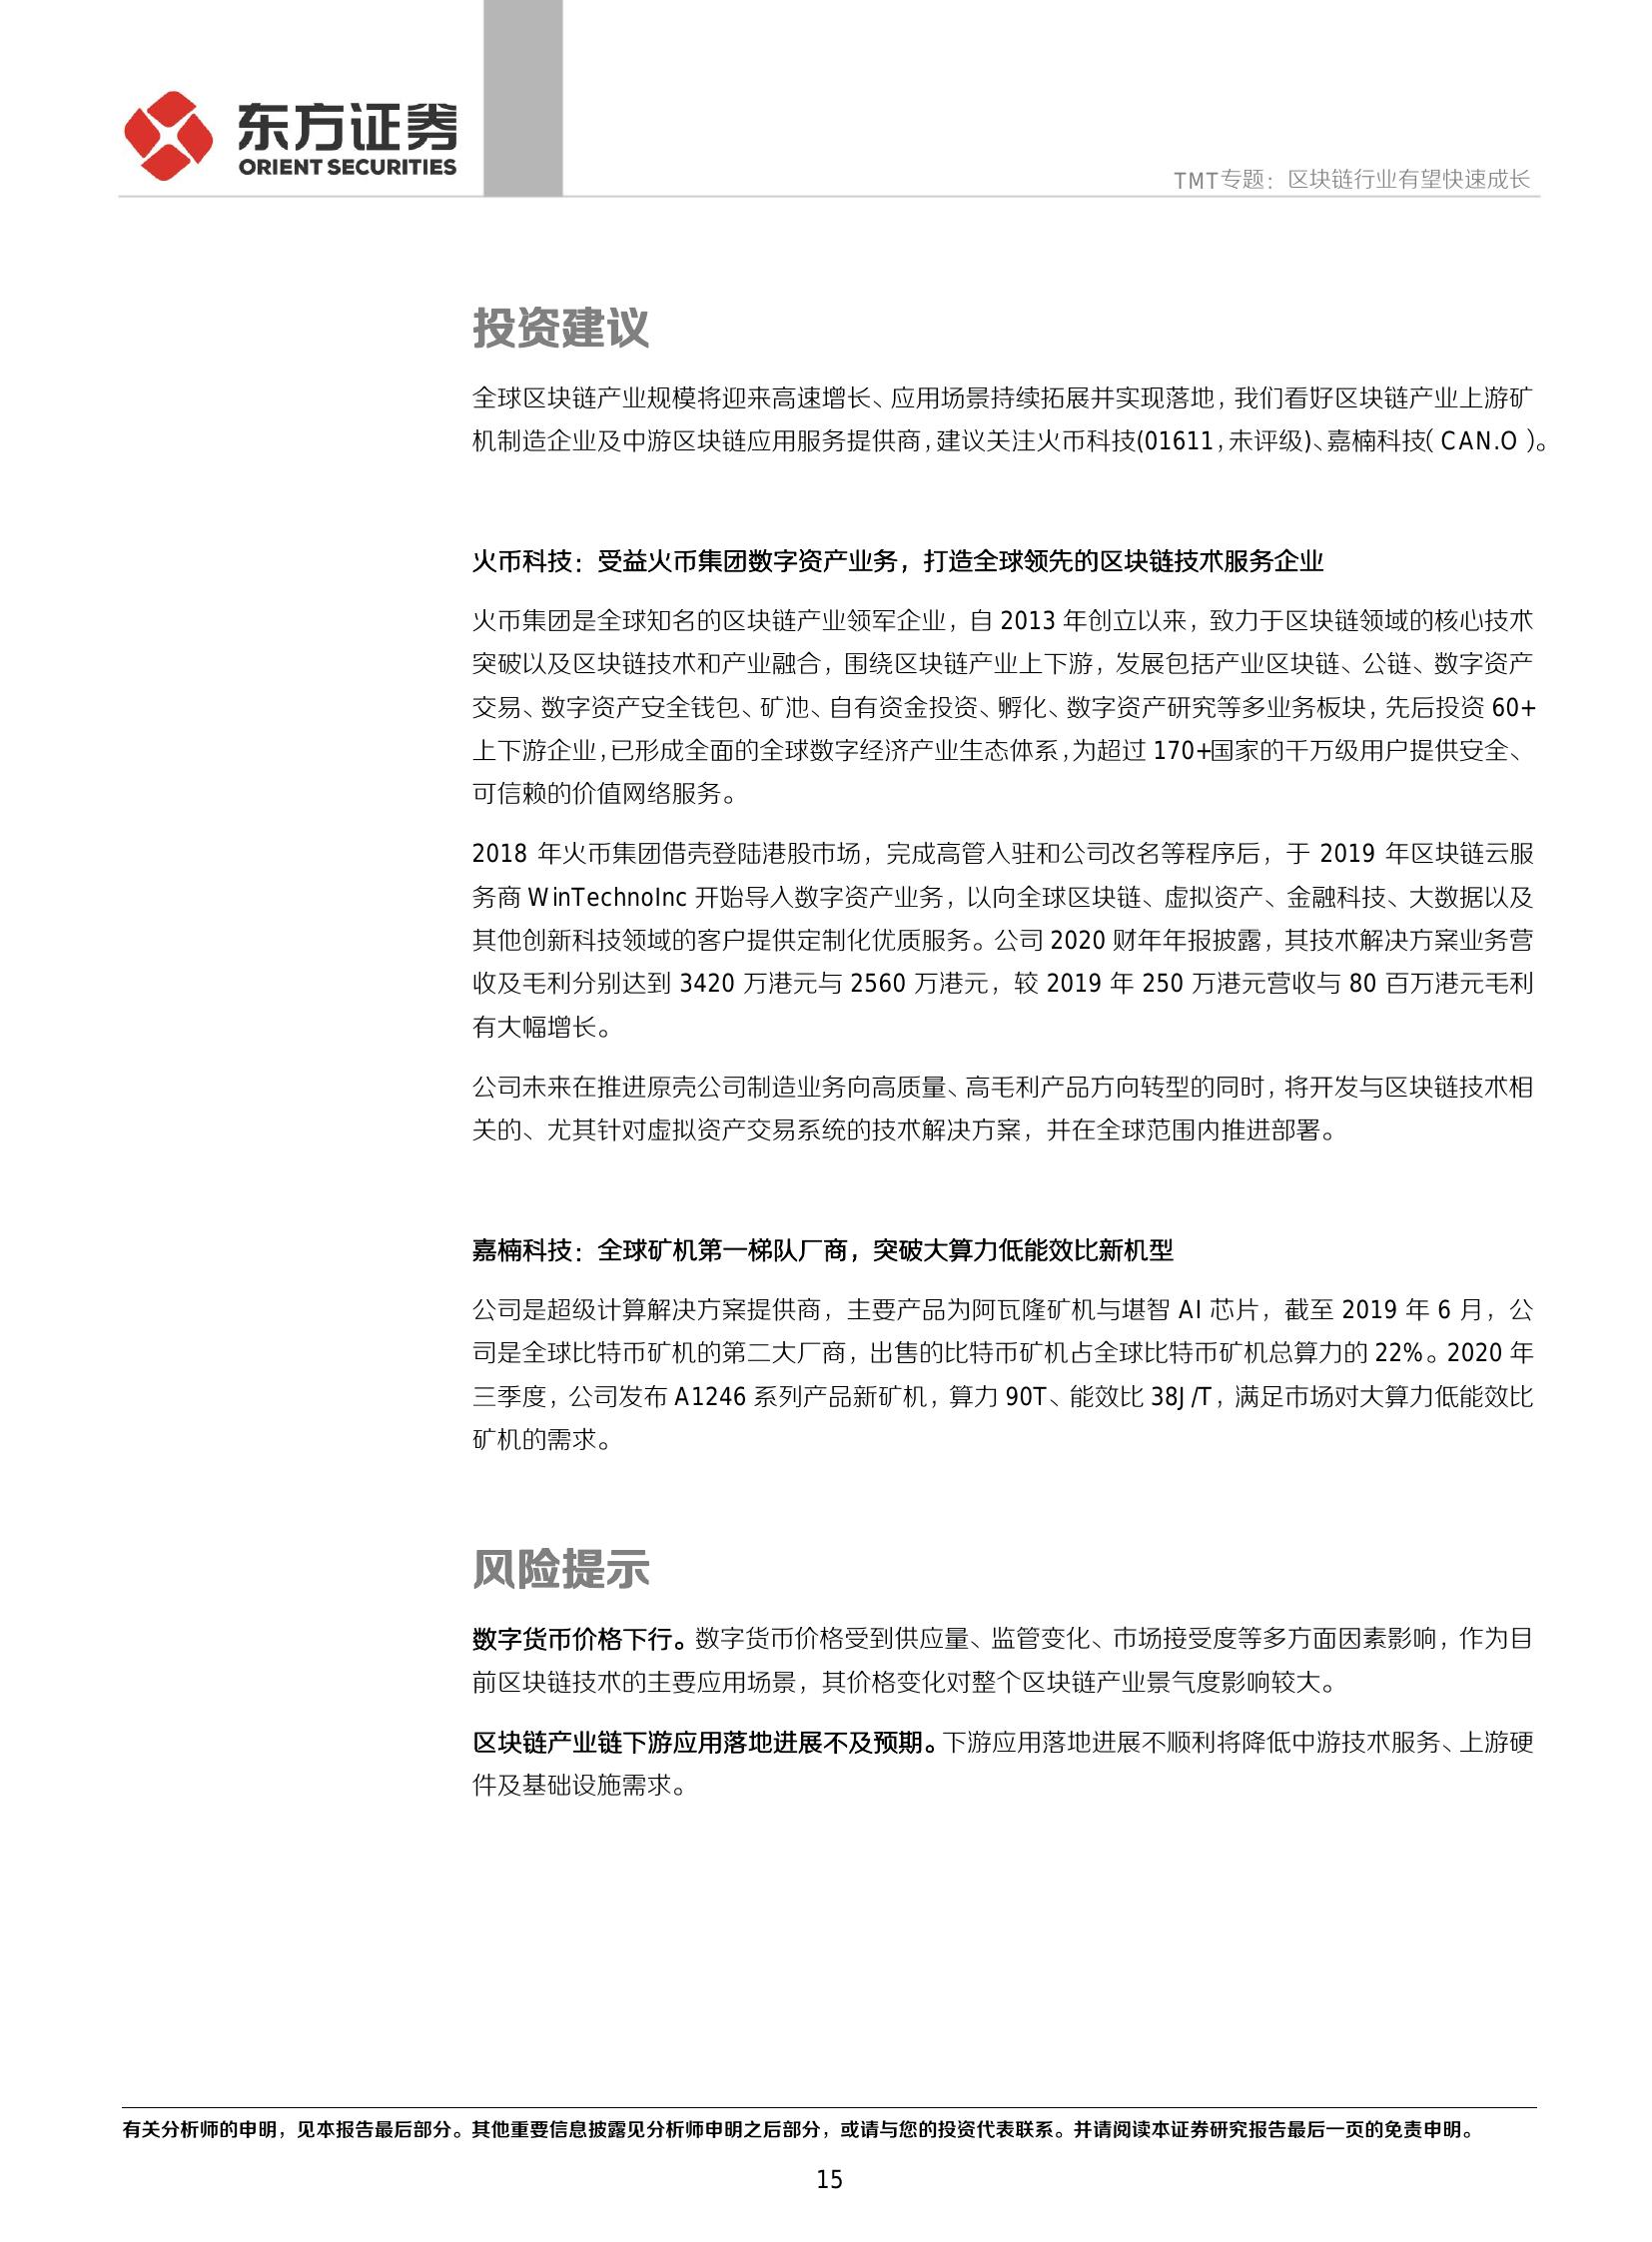 东方证券
ORIENT SECURITIES
TMT专题：区块链行业有望快速成长
投资建议
全球区块链产业规模将迎来高速增长、应用场景持续拓展并实现落地，我们看好区块链产业上游矿
机制造企业及中游区块链应用服务提供商，建议关注火币科技(01611，未评级)、嘉楠科技(CAN.O)。
火币科技：受益火币集团数字资产业务，打造全球领先的区块链技术服务企业
火币集团是全球知名的区块链产业领军企业，自 2013 年创立以来，致力于区块链领域的核心技术
突破以及区块链技术和产业融合，围绕区块链产业上下游，发展包括产业区块链、公链、数字资产
交易、数字资产安全钱包、矿池、自有资金投资、孵化、数字资产研究等多业务板块，先后投资 60+
上下游企业，已形成全面的全球数字经济产业生态体系，为超过 170+国家的千万级用户提供安全、
可信赖的价值网络服务。
2018 年火币集团借壳登陆港股市场，完成高管入驻和公司改名等程序后，于 2019 年区块链云服
务商 WinTechnoInc 开始导入数字资产业务，以向全球区块链、虚拟资产、金融科技、大数据以及
其他创新科技领域的客户提供定制化优质服务。公司 2020 财年年报披露，其技术解决方案业务营
收及毛利分别达到 3420 万港元与 2560 万港元，较 2019 年 250 万港元营收与 80 百万港元毛利
有大幅增长。
公司未来在推进原壳公司制造业务向高质量、高毛利产品方向转型的同时，将开发与区块链技术相
关的、尤其针对虚拟资产交易系统的技术解决方案，并在全球范围内推进部署。
嘉楠科技：全球矿机第一梯队厂商，突破大算力低能效比新机型
公司是超级计算解决方案提供商，主要产品为阿瓦隆矿机与堪智 AI 芯片，截至 2019 年 6 月，公
司是全球比特币矿机的第二大厂商，出售的比特币矿机占全球比特币矿机总算力的 22%。2020 年
三季度，公司发布 A1246 系列产品新矿机，算力 90T、能效比 38J/T，满足市场对大算力低能效比
矿机的需求。
风险提示
数字货币价格下行。数字货币价格受到供应量、监管变化、市场接受度等多方面因素影响，作为目
前区块链技术的主要应用场景，其价格变化对整个区块链产业景气度影响较大。
区块链产业链下游应用落地进展不及预期。下游应用落地进展不顺利将降低中游技术服务、上游硬
件及基础设施需求。
有关分析师的申明，见本报告最后部分。其他重要信息披露见分析师申明之后部分，或请与您的投资代表联系。并请阅读本证券研究报告最后一页的免责申明。
15